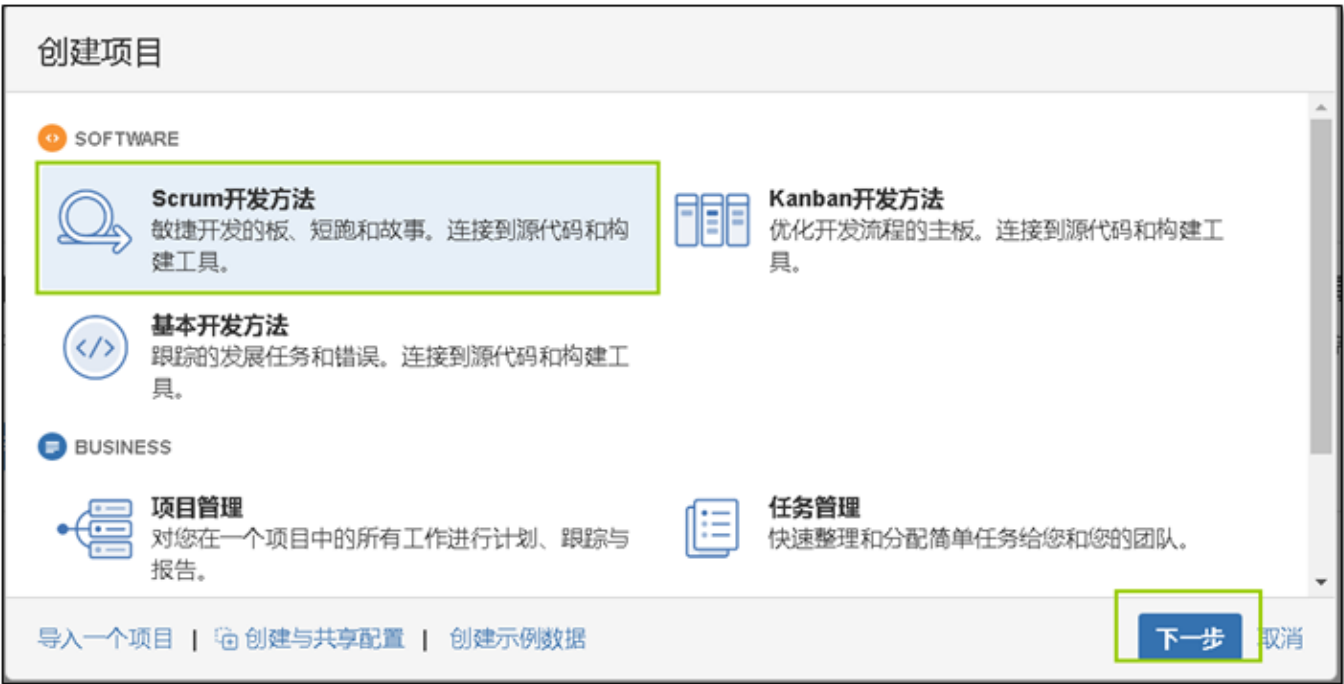 创建项目
SOFTWARE
Scrum开发方法
敏捷开发的板、短跑和故事。连接到源代码和构
建工具。
Kanban开发方法
优化开发流程的主板。连接到源代码和构建工
具。
基本开发方法
跟踪的发展任务和错误。连接到源代码和构建工
具。
BUSINESS
项目管理
对您在一个项目中的所有工作进行计划、跟踪与
报告。
任务管理
快速整理和分配简单任务给您和您的团队。
导入一个项目 | 创建与共享配置 | 创建示例数据
下一步 取消